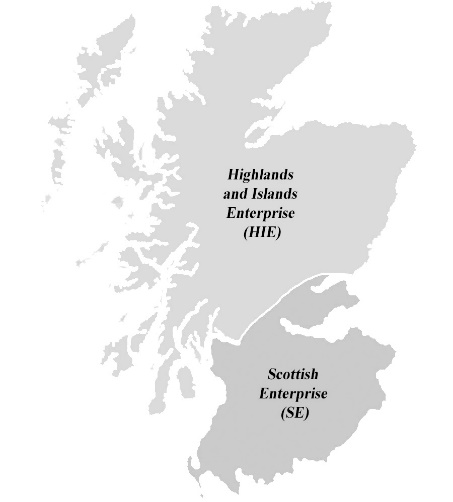 Highlands
and Islands
Enterprise
(HIE)
Scottish
Enterprise
(SE)